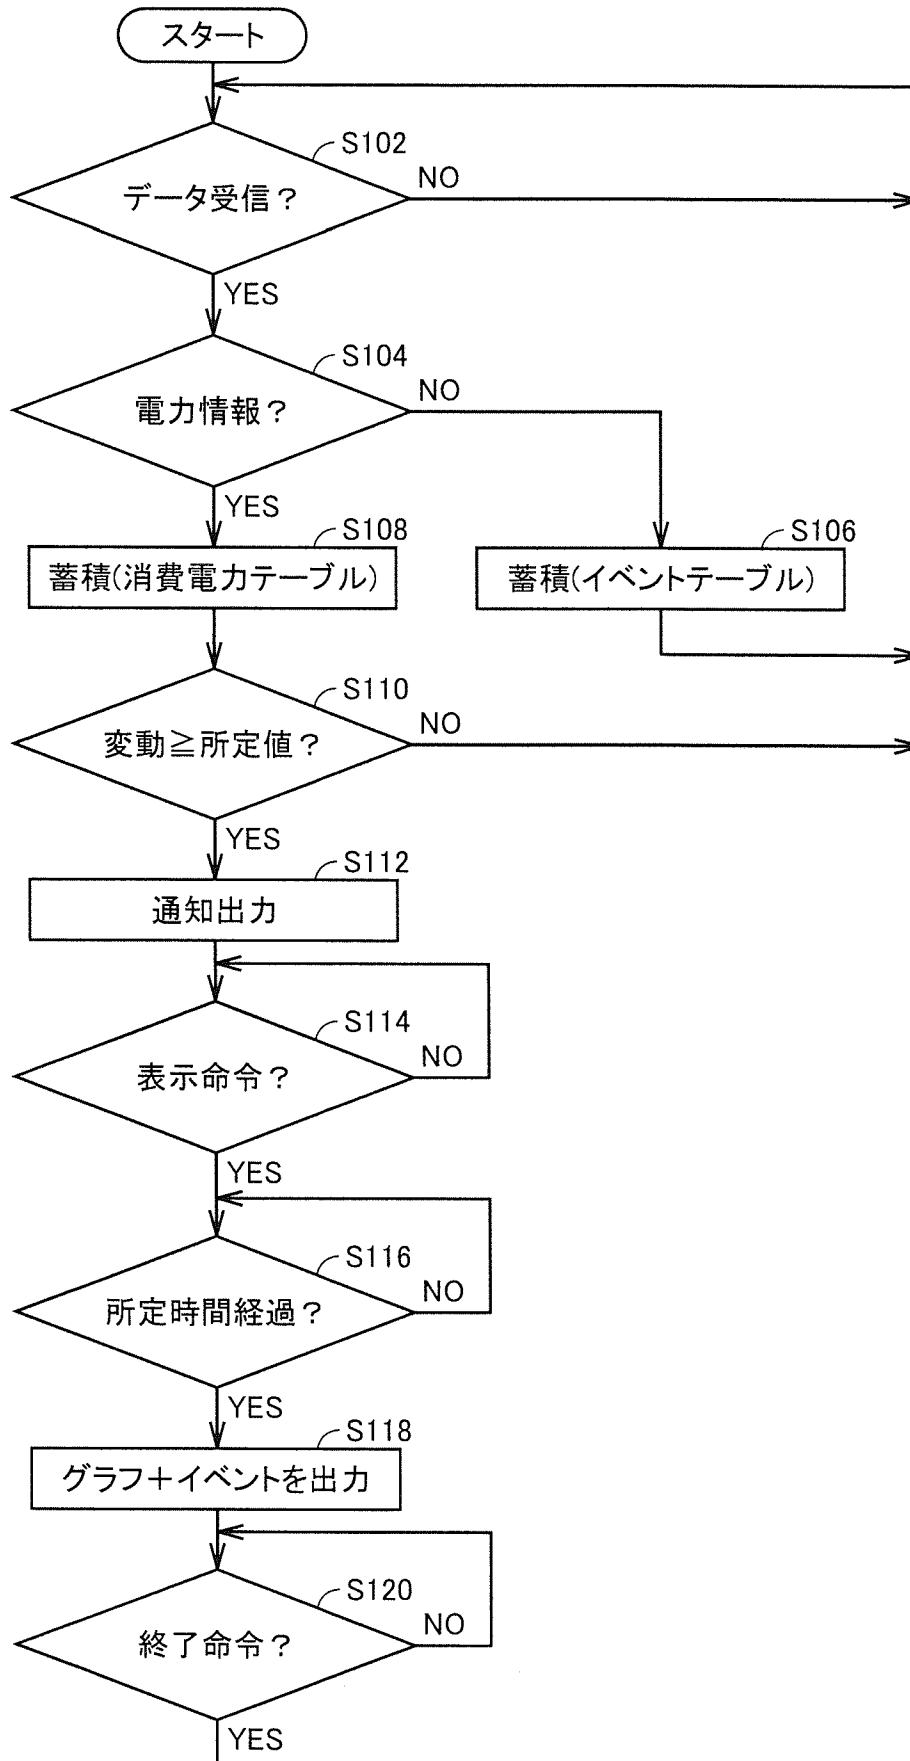 スタート
S102
データ受信？
NO
YES
S104
電力情報？
NO
YES
S108
蓄積(消費電力テーブル)
S106
蓄積(イベントテーブル)
S110
変動≧所定値？
NO
YES
S112
通知出力
S114
表示命令？
NO
YES
S116
所定時間経過？
NO
YES
S118
グラフ＋イベントを出力
S120
終了命令？
NO
YES